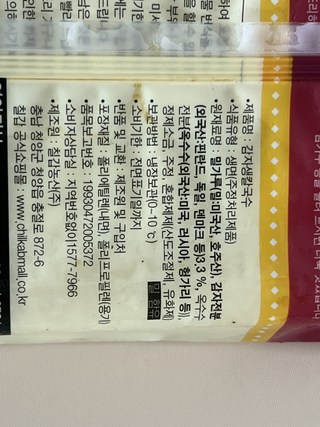 •제품명 : 감자생칼국수
•식품유형 : 생면(주정처리제품)
•원재료명 : 밀가루(밀:미국산, 호주산), 감자전분
(외국산:핀란드, 독일, 덴마크 등)3.3 %, 옥수수
전분(옥수수:외국산(미국, 러시아, 헝가리 등),
정제소금, 주정, 혼합제제(산도조절제, 유화제)
보관방법 : 냉장보관(0~10℃) 밀 함유
•소비기한 : 전면표기일까지
•반품 및 교환 : 제조원 및 구입처
•포장재질 : 폴리에틸렌(내면), 폴리프로필렌(용기)
•품목보고번호 : 19930472005372
소비자상담실 : 지역번호없이1577-7966
•제조원 : 칠갑농산(주)
충남 청양군 청양읍 충절로 872-6
칠갑 공식쇼핑몰 : www.chilkabmall.co.kr